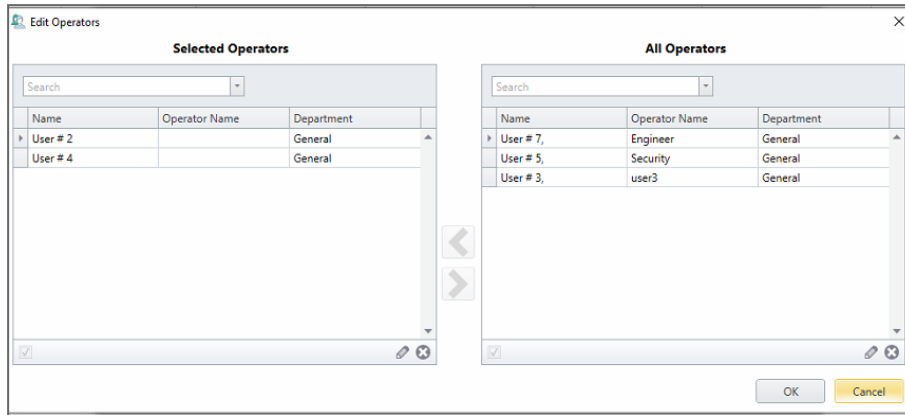 Edit Operators
Selected Operators
All Operators
Search
Search
Name Operator Name Department
User # 2 General
User # 4 General
Name Operator Name Department
User # 7, Engineer General
User # 5, Security General
User # 3, user3 General
OK Cancel